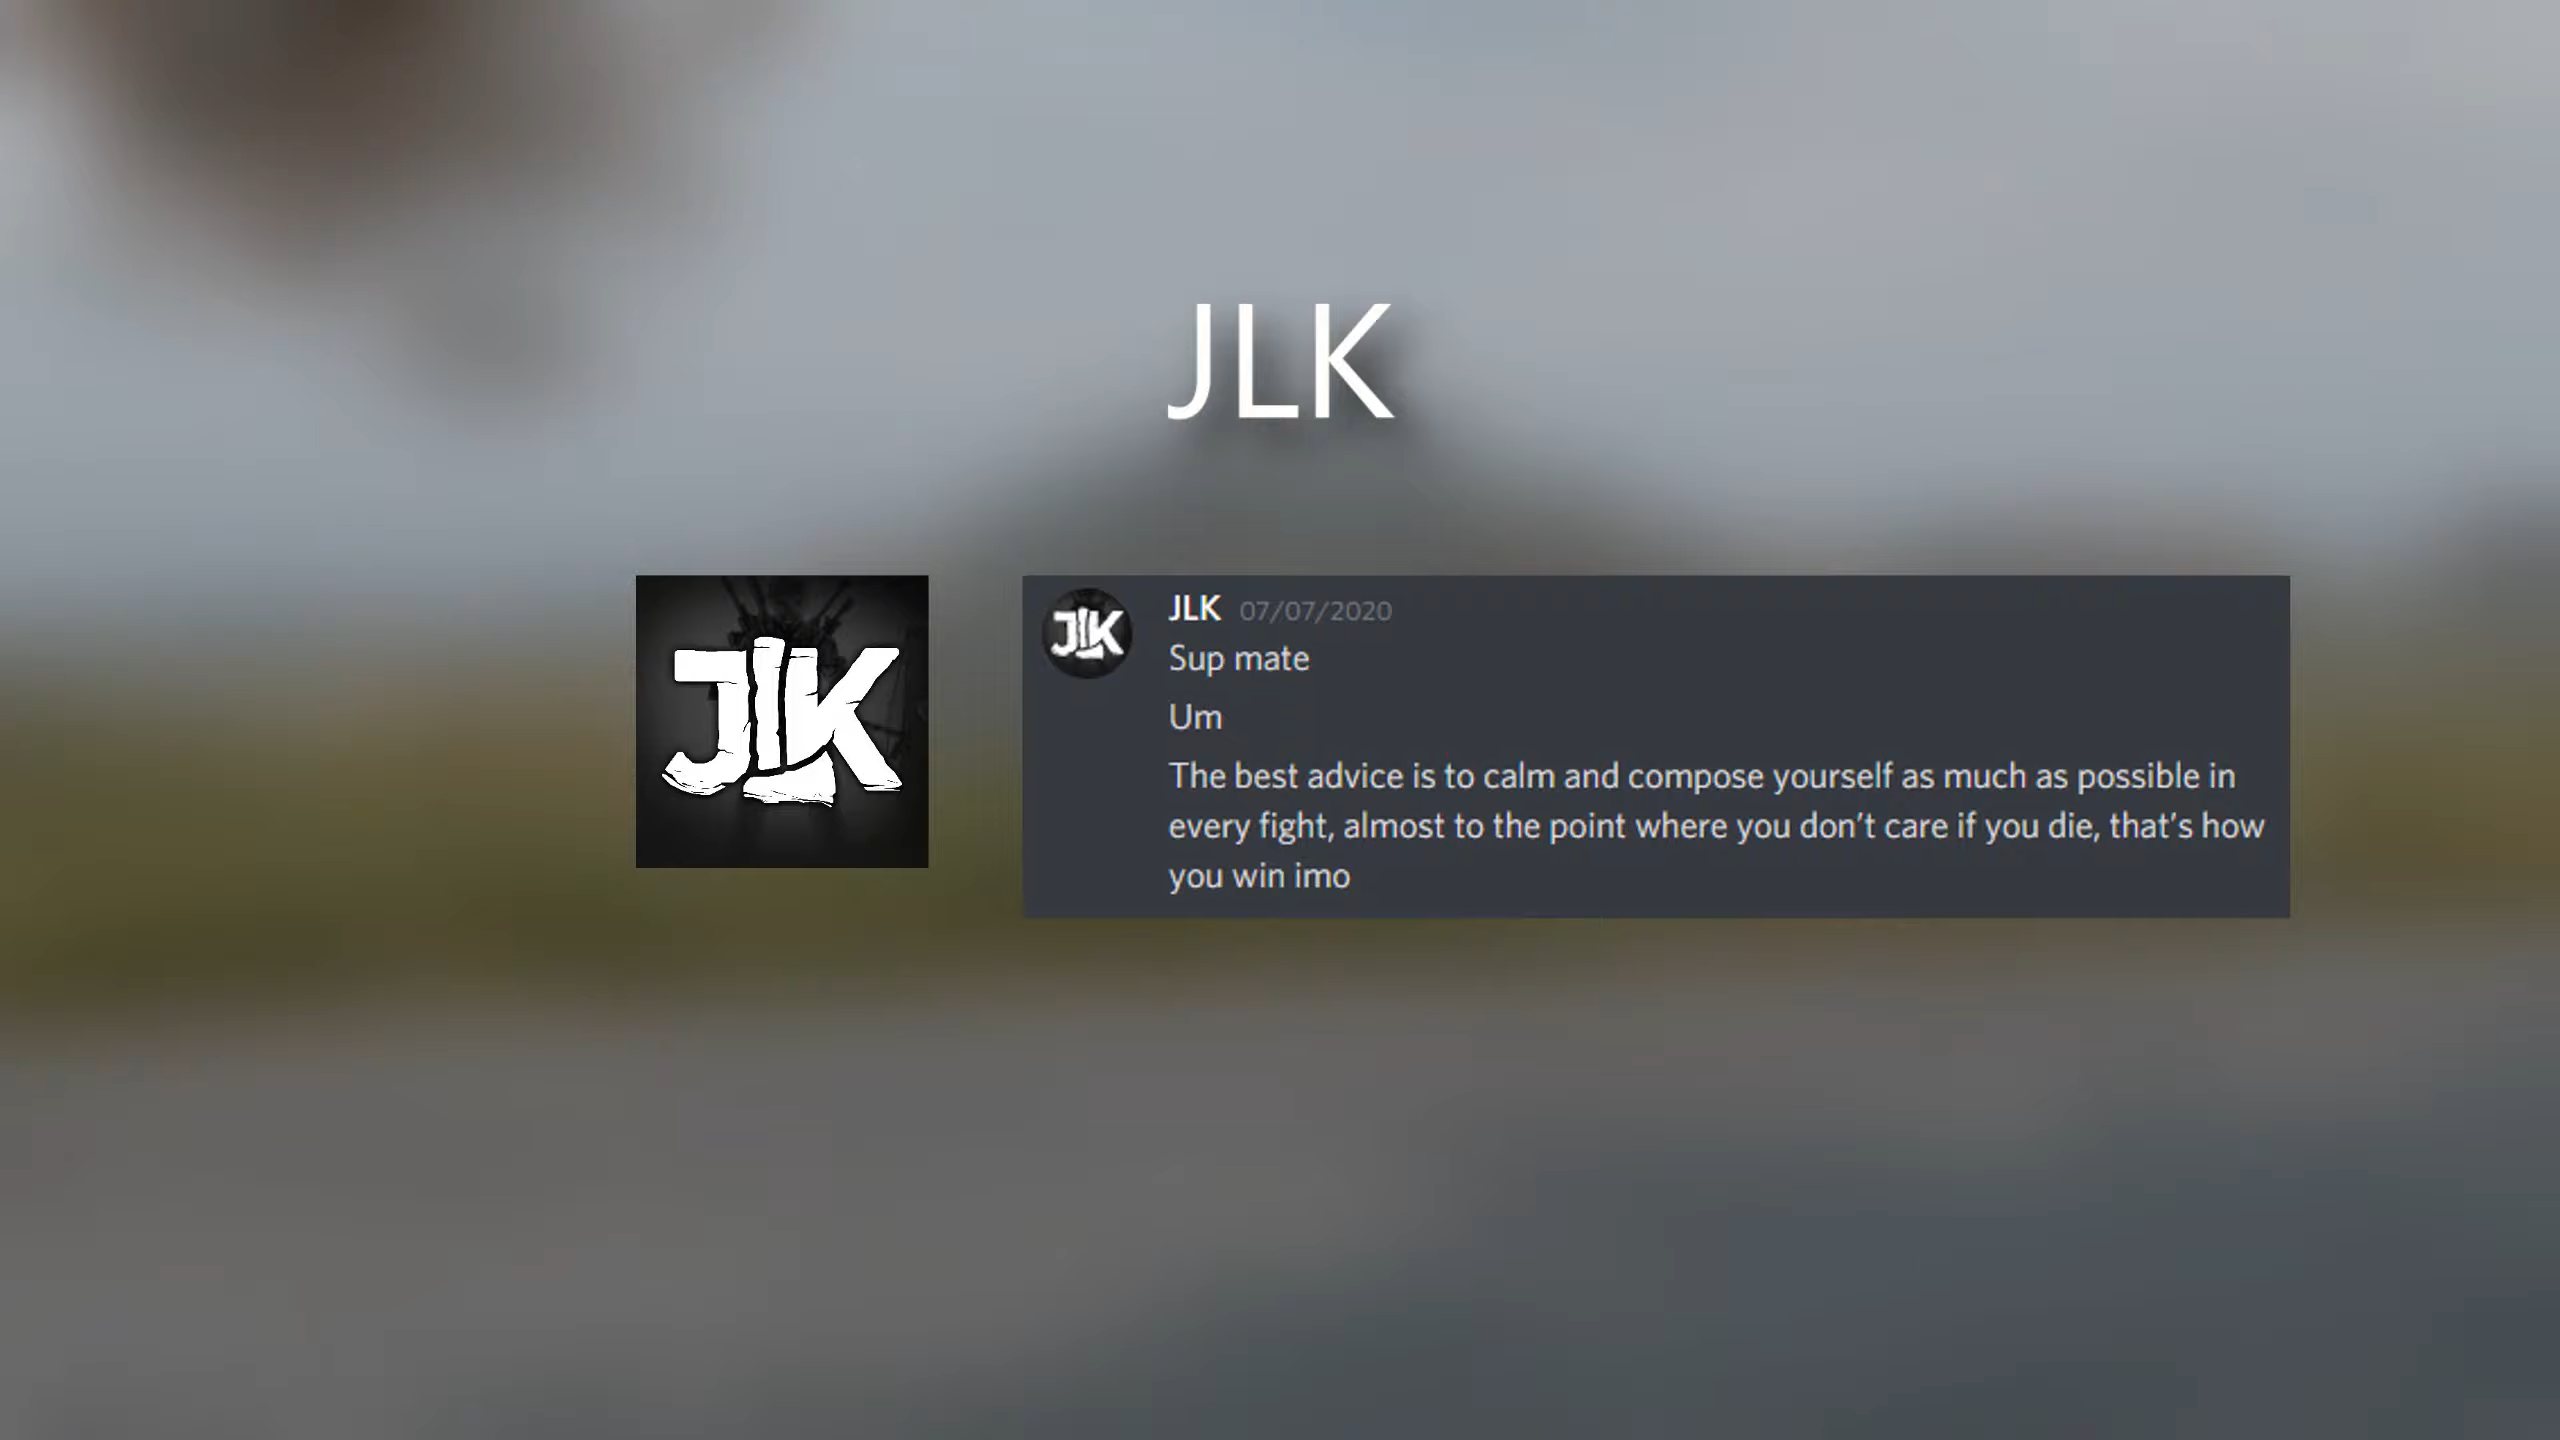 JLK
JLK
JLK
JLK 07/07/2020
Sup mate
Um
The best advice is to calm and compose yourself as much as possible in
every fight, almost to the point where you don't care if you die, that's how
you win imo